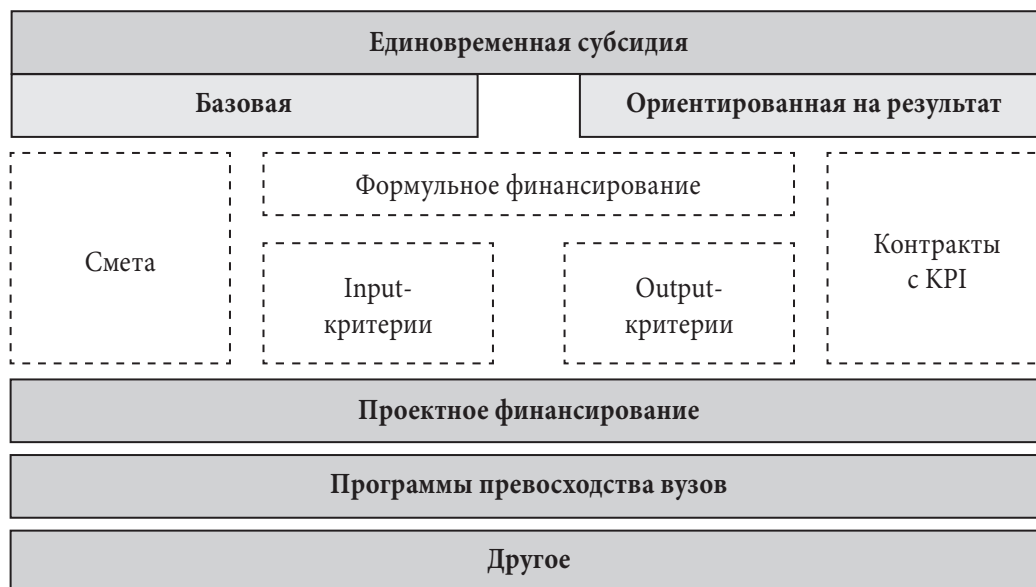 Единовременная субсидия
Базовая
Ориентированная на результат
Смета
Формульное финансирование
Input-
критерии
Output-
критерии
Контракты
с KPI
Проектное финансирование
Программы превосходства вузов
Другое